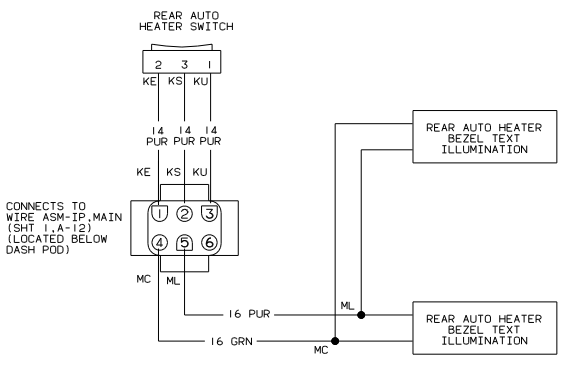 REAR AUTO
HEATER SWITCH
2 3 1
KE KS KU
14 14 14
PUR PUR PUR
KE KS KU
REAR AUTO HEATER
BEZEL TEXT
ILLUMINATION
CONNECTS TO
WIRE ASM-IP,MAIN
(SHT 1,A-12)
(LOCATED BELOW
DASH POD)
1 2 3
4 5 6
MC ML
16 PUR
ML
16 GRN
MC
REAR AUTO HEATER
BEZEL TEXT
ILLUMINATION